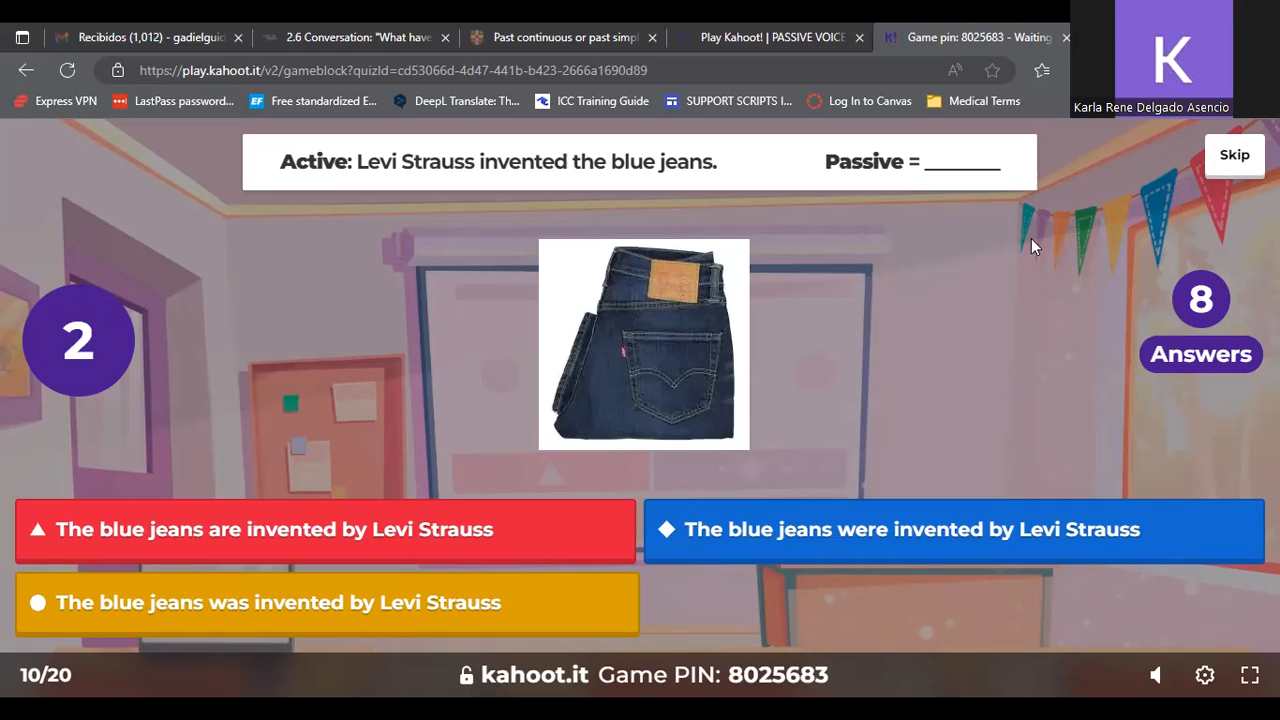 Recibidos (1,012) - gadielguid
2.6 Conversation: "What have
Past continuous or past simpl
Play Kahoot! | PASSIVE VOICE
Game pin: 8025683 - Waiting
https://play.kahoot.it/v2/gameblock?quizId=cd53066d-4d47-441b-b423-2666a1690d89
Express VPN
LastPass password...
Free standardized E...
DeepL Translate: Th...
ICC Training Guide
SUPPORT SCRIPTS I...
Log In to Canvas
Medical Terms
K
Karla Rene Delgado Asencio
Active: Levi Strauss invented the blue jeans. Passive = _______
Skip
2
8
Answers
The blue jeans are invented by Levi Strauss
The blue jeans were invented by Levi Strauss
The blue jeans was invented by Levi Strauss
10/20
kahoot.it Game PIN: 8025683